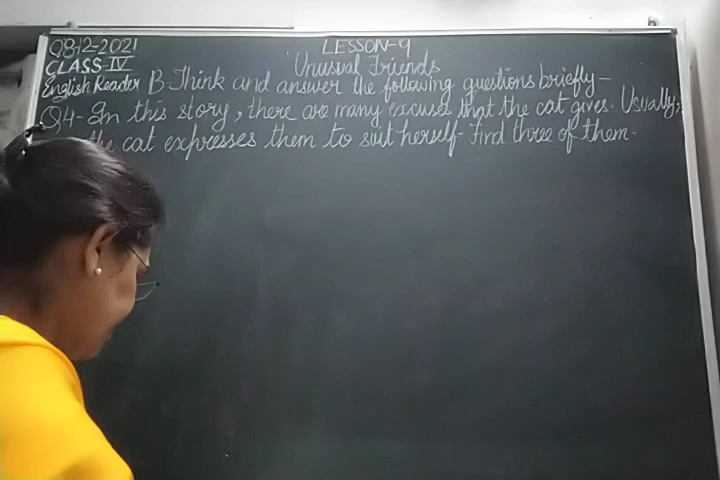 08-12-2021
LESSON-9
CLASS-IV
Unusual Friends
English Reader B-Think and answer the following questions briefly-
Q4-In this story, there are many excuses that the cat gives. Usually,
the cat expresses them to suit herself. Find three of them.